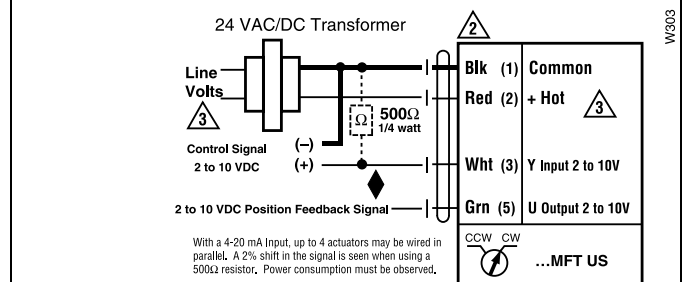 24 VAC/DC Transformer
W303
2
Line
Volts
3
Blk (1) Common
Red (2) + Hot
3
Ω
500Ω
1/4 watt
Control Signal
2 to 10 VDC
(–)
(+)
Wht (3) Y Input 2 to 10V
2 to 10 VDC Position Feedback Signal
Grn (5) U Output 2 to 10V
With a 4-20 mA Input, up to 4 actuators may be wired in
parallel. A 2% shift in the signal is seen when using a
500Ω resistor. Power consumption must be observed.
CCW CW
...MFT US